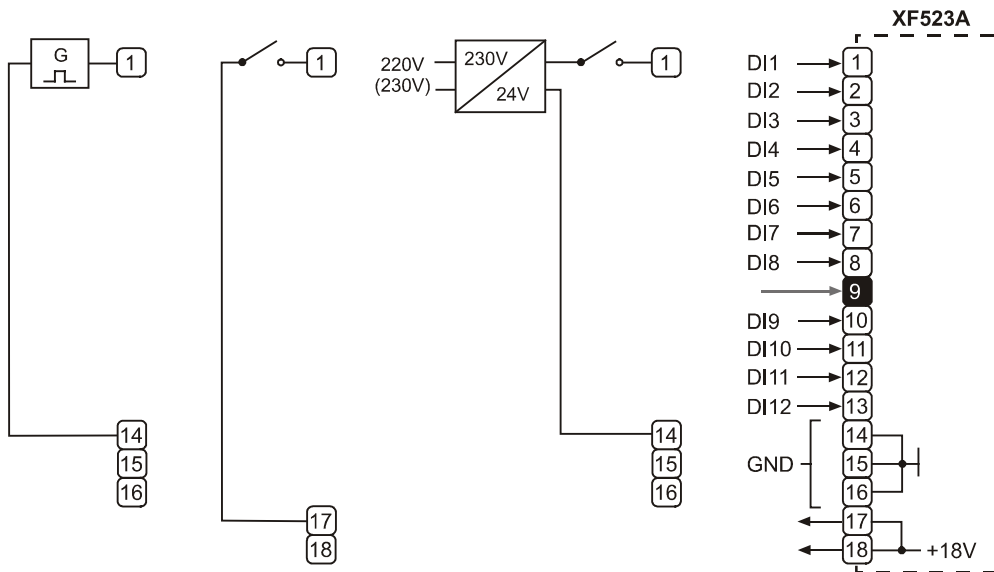 G
1
14
15
16
1
17
18
220V
(230V)
230V
24V
1
14
15
16
XF523A
DI1 1
DI2 2
DI3 3
DI4 4
DI5 5
DI6 6
DI7 7
DI8 8
9
DI9 10
DI10 11
DI11 12
DI12 13
14
GND 15
16
17
18 +18V